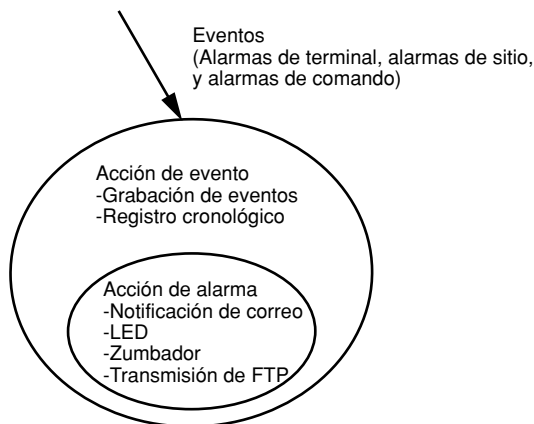 Eventos
(Alarmas de terminal, alarmas de sitio,
y alarmas de comando)
Acción de evento
-Grabación de eventos
-Registro cronológico
Acción de alarma
-Notificación de correo
-LED
-Zumbador
-Transmisión de FTP